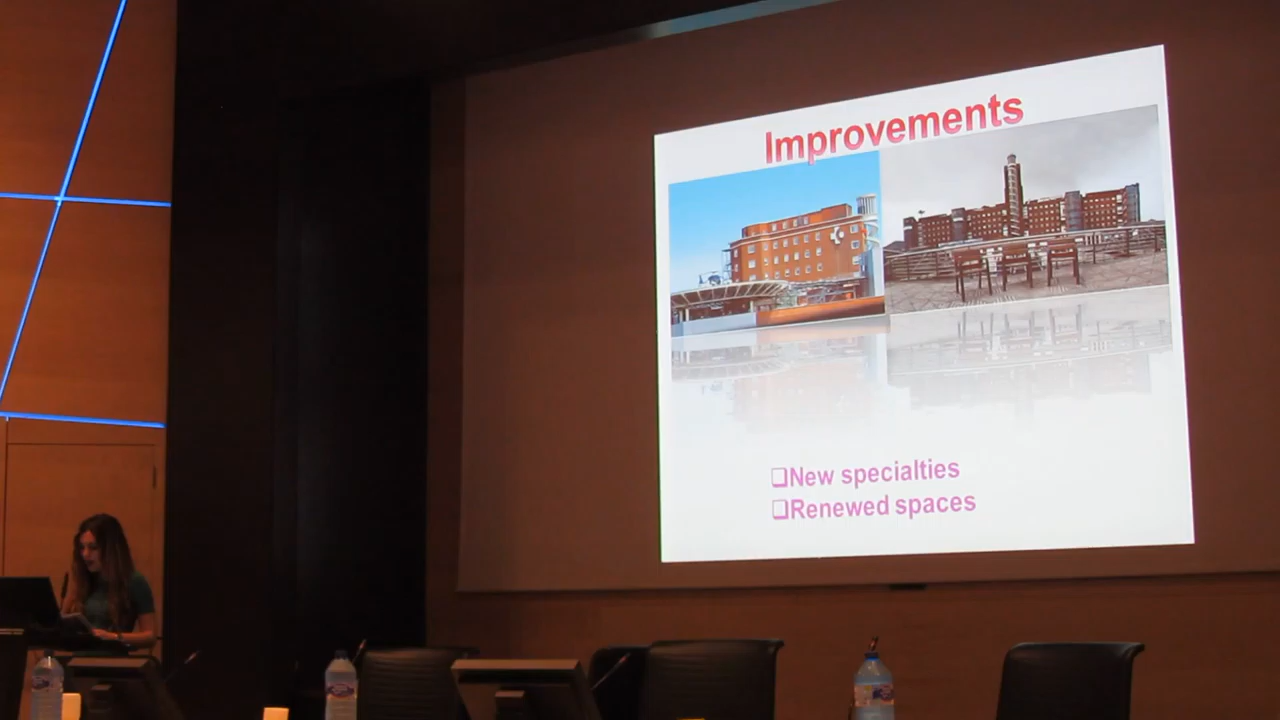 Improvements
❑New specialties
❑Renewed spaces